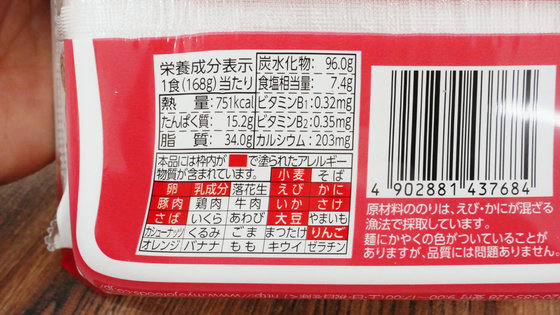 栄養成分表示
1食(168g)当たり
熱 量: 751kcal
たんぱく質: 15.2g
脂 質: 34.0g
炭水化物: 96.0g
食塩相当量: 7.4g
ビタミンB1: 0.32mg
ビタミンB2: 0.35mg
カルシウム: 203mg
本品には枠内が で塗られたアレルギー
物質が含まれています。 小麦 そば
卵 乳成分 落花生 えび かに
豚肉 鶏肉 牛肉 いか さけ
さば いくら あわび 大豆 やまいも
カシューナッツ くるみ ごま まつたけ りんご
オレンジ バナナ もも キウイ ゼラチン
4 902881 437684
原材料ののりは、えび・かにが混ざる
漁法で採取しています。
麺にかやくの色がついていることが
ありますが、品質には問題ありません。